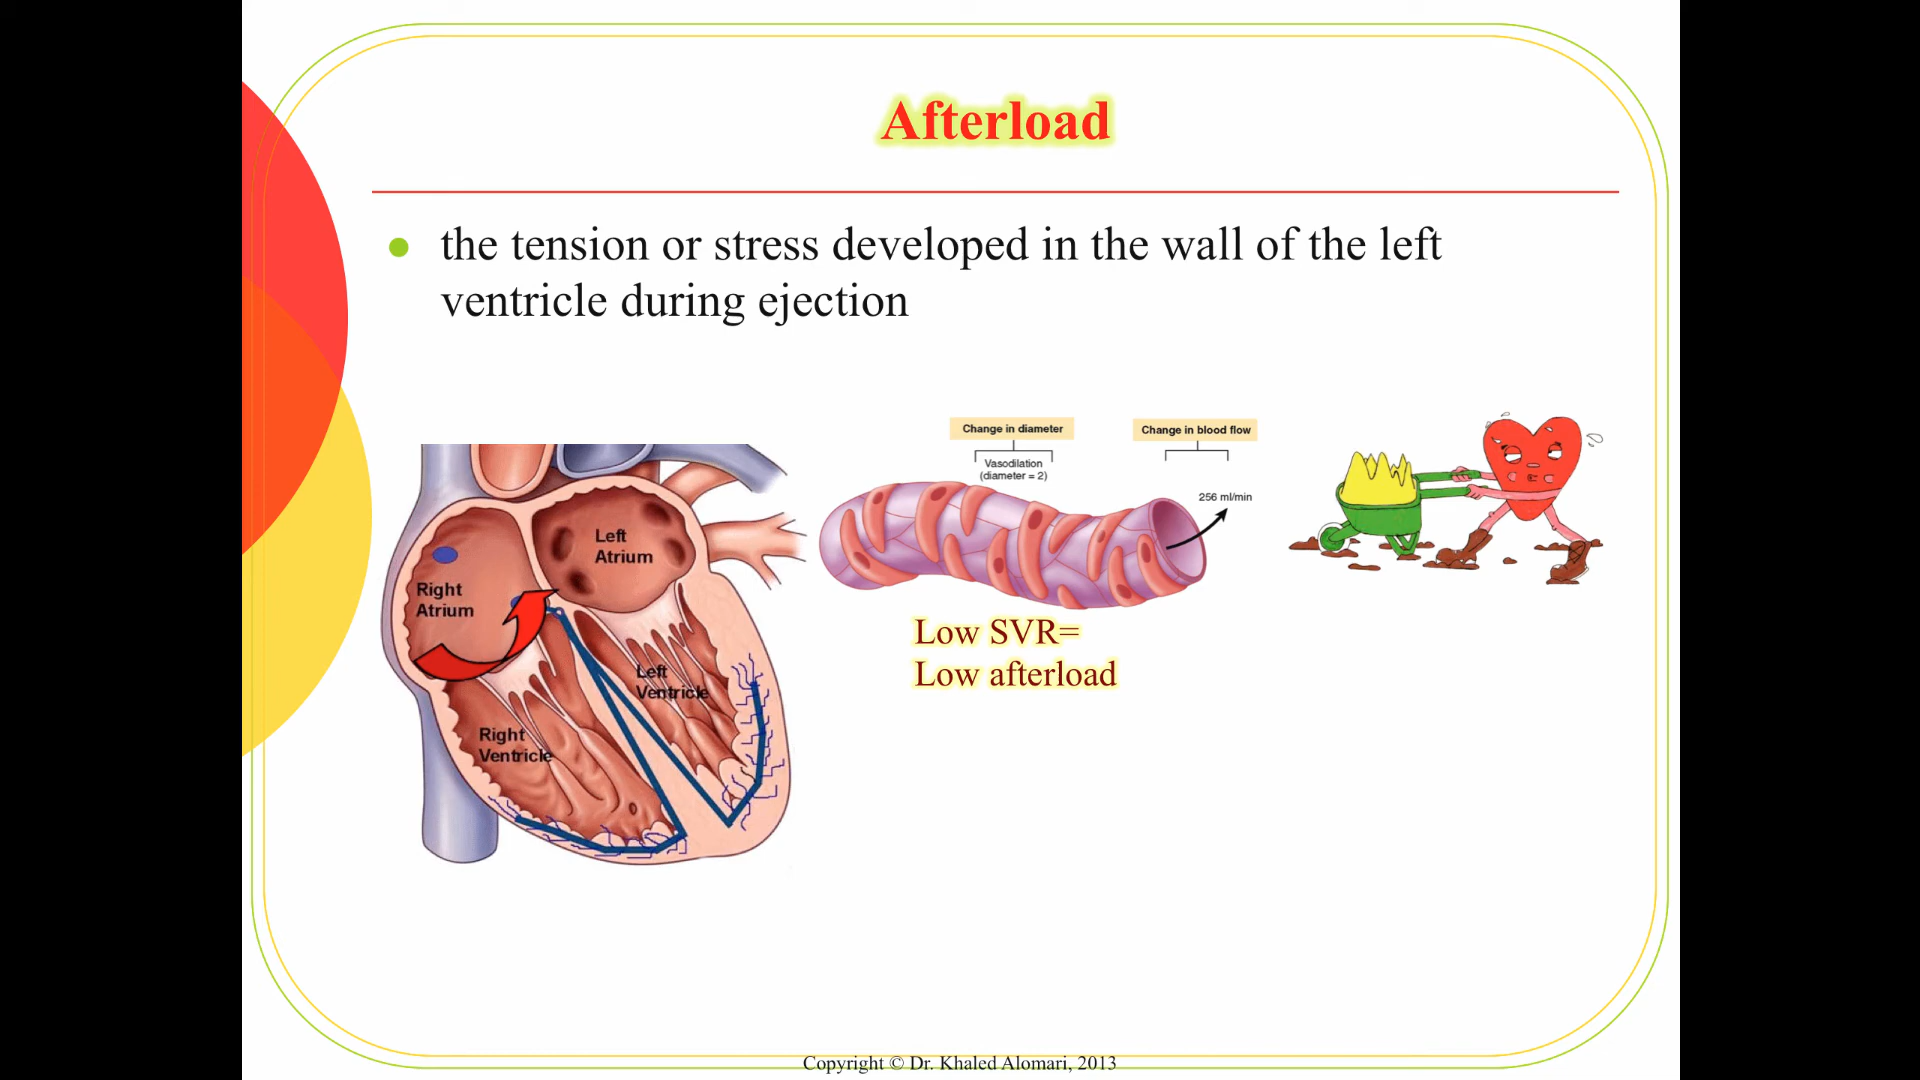 Afterload
the tension or stress developed in the wall of the left
ventricle during ejection
Change in diameter
Vasodilation
(diameter = 2)
Change in blood flow
256 ml/min
Left
Atrium
Right
Atrium
Left
Ventricle
Right
Ventricle
Low SVR=
Low afterload
Copyright © Dr. Khaled Alomari, 2013